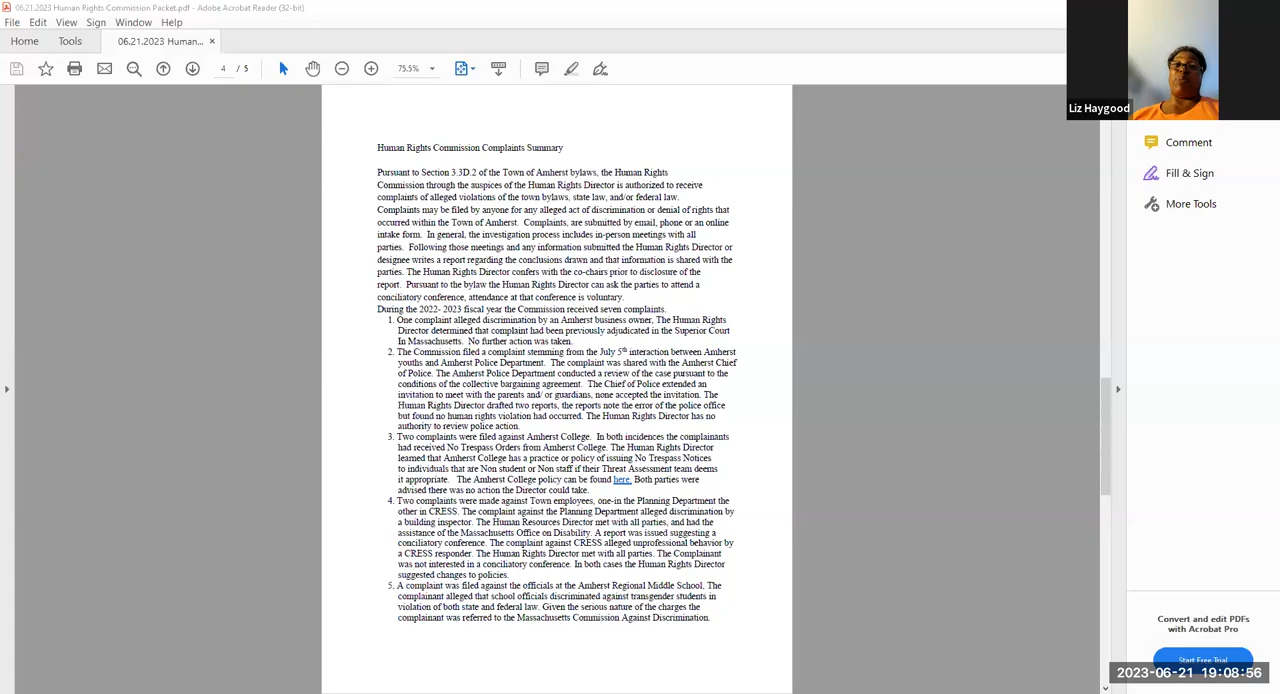 06.21.2023 Human Rights Commission Packet.pdf - Adobe Acrobat Reader (32-bit)
File Edit View Sign Window Help
Home Tools 06.21.2023 Human... ×
4 / 5 75.5%
Liz Haygood
Comment
Fill & Sign
More Tools
Human Rights Commission Complaints Summary
Pursuant to Section 3.3D.2 of the Town of Amherst bylaws, the Human Rights
Commission through the auspices of the Human Rights Director is authorized to receive
complaints of alleged violations of the town bylaws, state law, and/or federal law.
Complaints may be filed by anyone for any alleged act of discrimination or denial of rights that
occurred within the Town of Amherst. Complaints, are submitted by email, phone or an online
intake form. In general, the investigation process includes in-person meetings with all
parties. Following those meetings and any information submitted the Human Rights Director or
designee writes a report regarding the conclusions drawn and that information is shared with the
parties. The Human Rights Director confers with the co-chairs prior to disclosure of the
report. Pursuant to the bylaw the Human Rights Director can ask the parties to attend a
conciliatory conference, attendance at that conference is voluntary.
During the 2022- 2023 fiscal year the Commission received seven complaints.
1. One complaint alleged discrimination by an Amherst business owner, The Human Rights
Director determined that complaint had been previously adjudicated in the Superior Court
In Massachusetts. No further action was taken.
2. The Commission filed a complaint stemming from the July 5th interaction between Amherst
youths and Amherst Police Department. The complaint was shared with the Amherst Chief
of Police. The Amherst Police Department conducted a review of the case pursuant to the
conditions of the collective bargaining agreement. The Chief of Police extended an
invitation to meet with the parents and/ or guardians, none accepted the invitation. The
Human Rights Director drafted two reports, the reports note the error of the police office
but found no human rights violation had occurred. The Human Rights Director has no
authority to review police action.
3. Two complaints were filed against Amherst College. In both incidences the complainants
had received No Trespass Orders from Amherst College. The Human Rights Director
learned that Amherst College has a practice or policy of issuing No Trespass Notices
to individuals that are Non student or Non staff if their Threat Assessment team deems
it appropriate. The Amherst College policy can be found here. Both parties were
advised there was no action the Director could take.
4. Two complaints were made against Town employees, one-in the Planning Department the
other in CRESS. The complaint against the Planning Department alleged discrimination by
a building inspector. The Human Resources Director met with all parties, and had the
assistance of the Massachusetts Office on Disability. A report was issued suggesting a
conciliatory conference. The complaint against CRESS alleged unprofessional behavior by
a CRESS responder. The Human Rights Director met with all parties. The Complainant
was not interested in a conciliatory conference. In both cases the Human Rights Director
suggested changes to policies.
5. A complaint was filed against the officials at the Amherst Regional Middle School, The
complainant alleged that school officials discriminated against transgender students in
violation of both state and federal law. Given the serious nature of the charges the
complainant was referred to the Massachusetts Commission Against Discrimination.
Convert and edit PDFs
with Acrobat Pro
Start Free Trial
2023-06-21 19:08:56